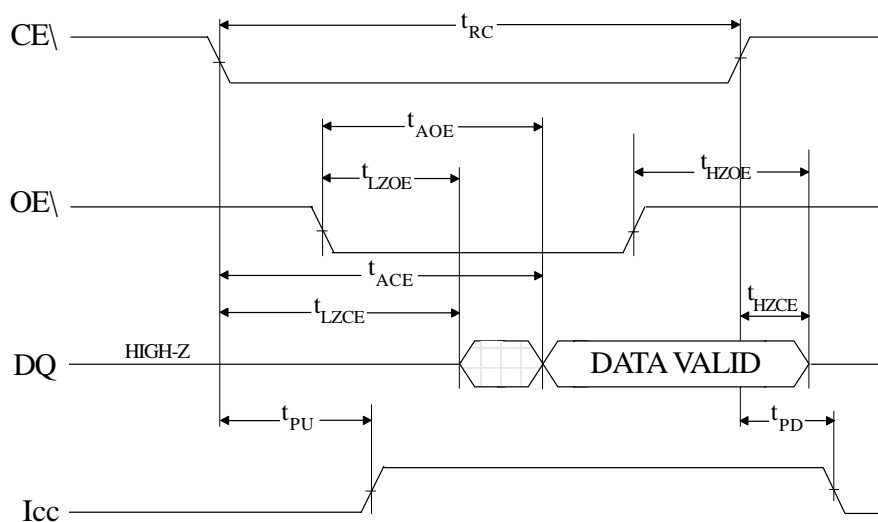 CE\
tRC
tAOE
tLZOE
tHZOE
OE\
tACE
tLZCE
tHZCE
HIGH-Z
DQ
DATA VALID
tPU
tPD
Icc